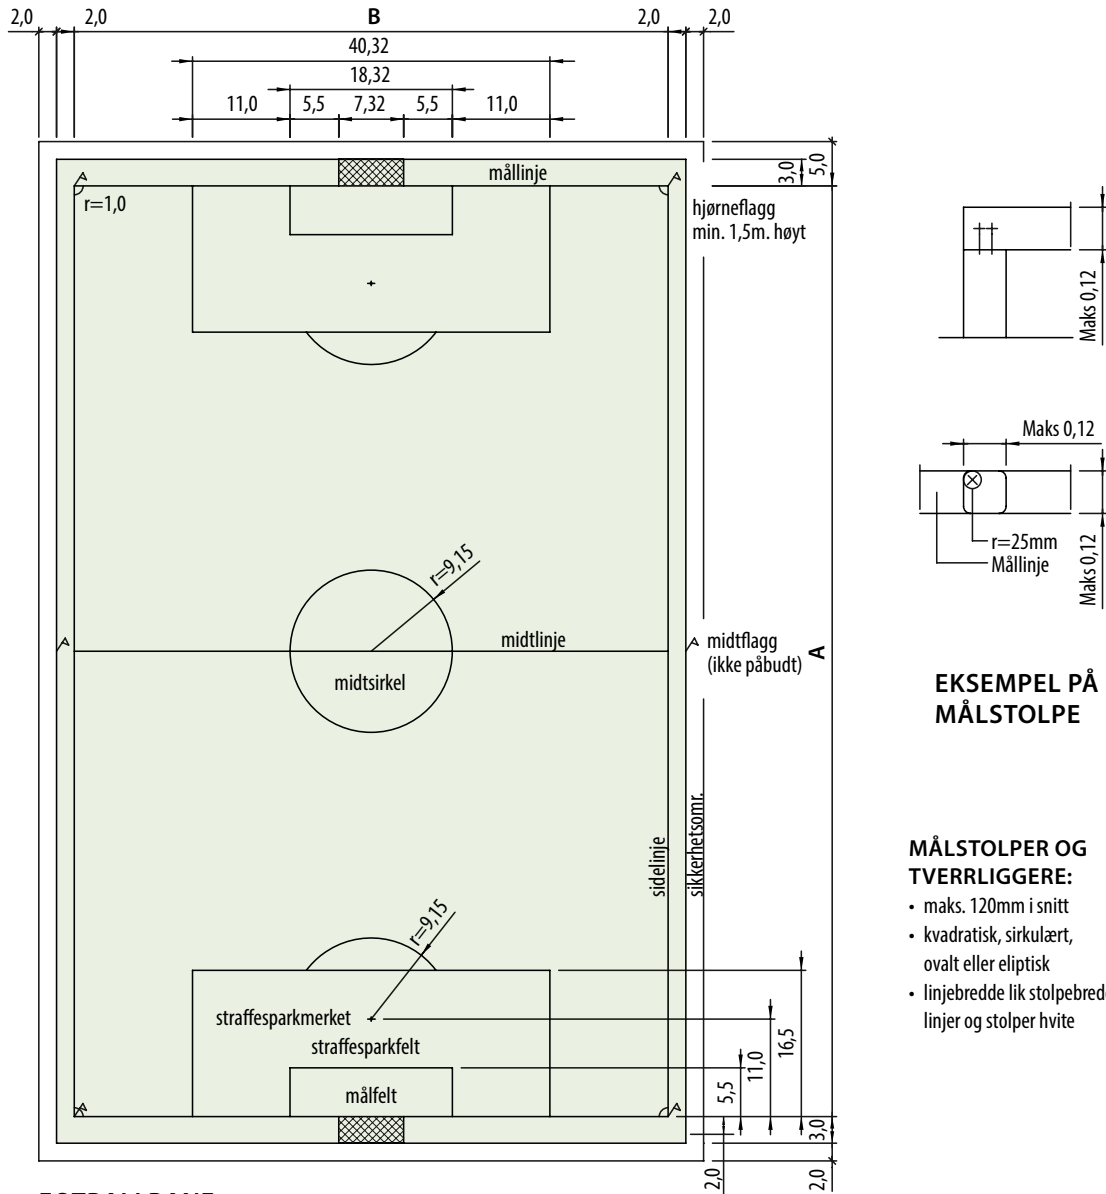 2,0 2,0 B 2,0 2,0
40,32
18,32
11,0 5,5 7,32 5,5 11,0
mållinje
3,0
5,0
r=1,0
hjørneflagg
min. 1,5m. høyt
Maks 0,12
Maks 0,12
r=25mm
Mållinje
Maks 0,12
r=9,15
midtlinje
midtsirkel
midtflagg
(ikke påbudt)
A
EKSEMPEL PÅ
MÅLSTOLPE
sidelinje
sikkerhetsomr.
MÅLSTOLPER OG
TVERRLIGGERE:
• maks. 120mm i snitt
• kvadratisk, sirkulært,
ovalt eller eliptisk
• linjebredde lik
linjer og stolper hvite
r=9,15
straffesparkmerket
straffesparkfelt
målfelt
5,5
11,0
16,5
3,0
2,0
2,0